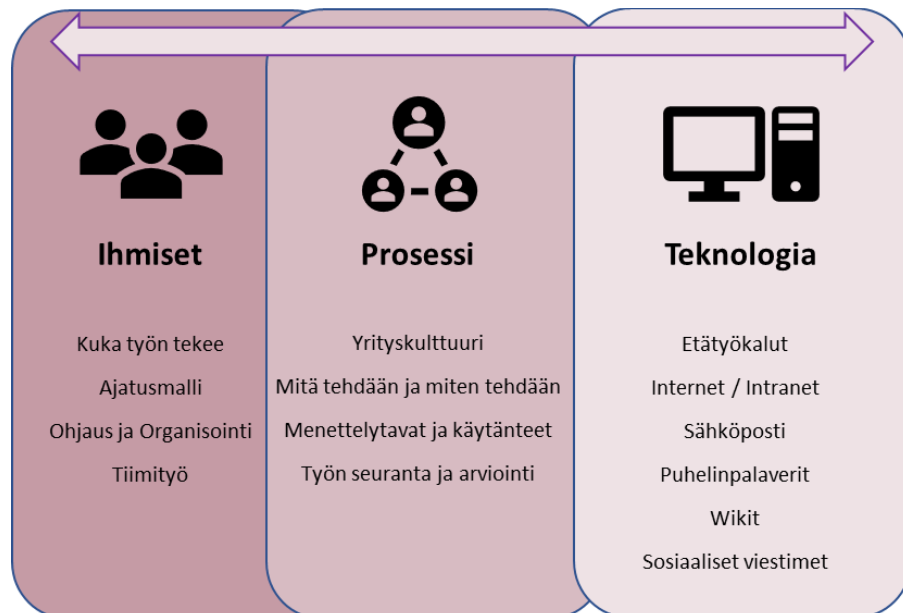 Ihmiset
Kuka työn tekee
Ajatusmalli
Ohjaus ja Organisointi
Tiimityö
Prosessi
Yrityskulttuuri
Mitä tehdään ja miten tehdään
Menettelytavat ja käytänteet
Työn seuranta ja arviointi
Teknologia
Etätyökalut
Internet / Intranet
Sähköposti
Puhelinpalaverit
Wikit
Sosiaaliset viestimet